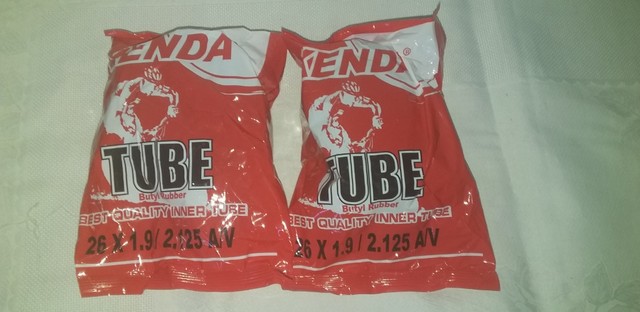 KENDA
TUBE
Butyl Rubber
BEST QUALITY INNER TUBE
26 X 1.9/2.125 A/V
KENDA®
TUBE
Butyl Rubber
BEST QUALITY INNER TUBE
26 X 1.9/2.125 A/V